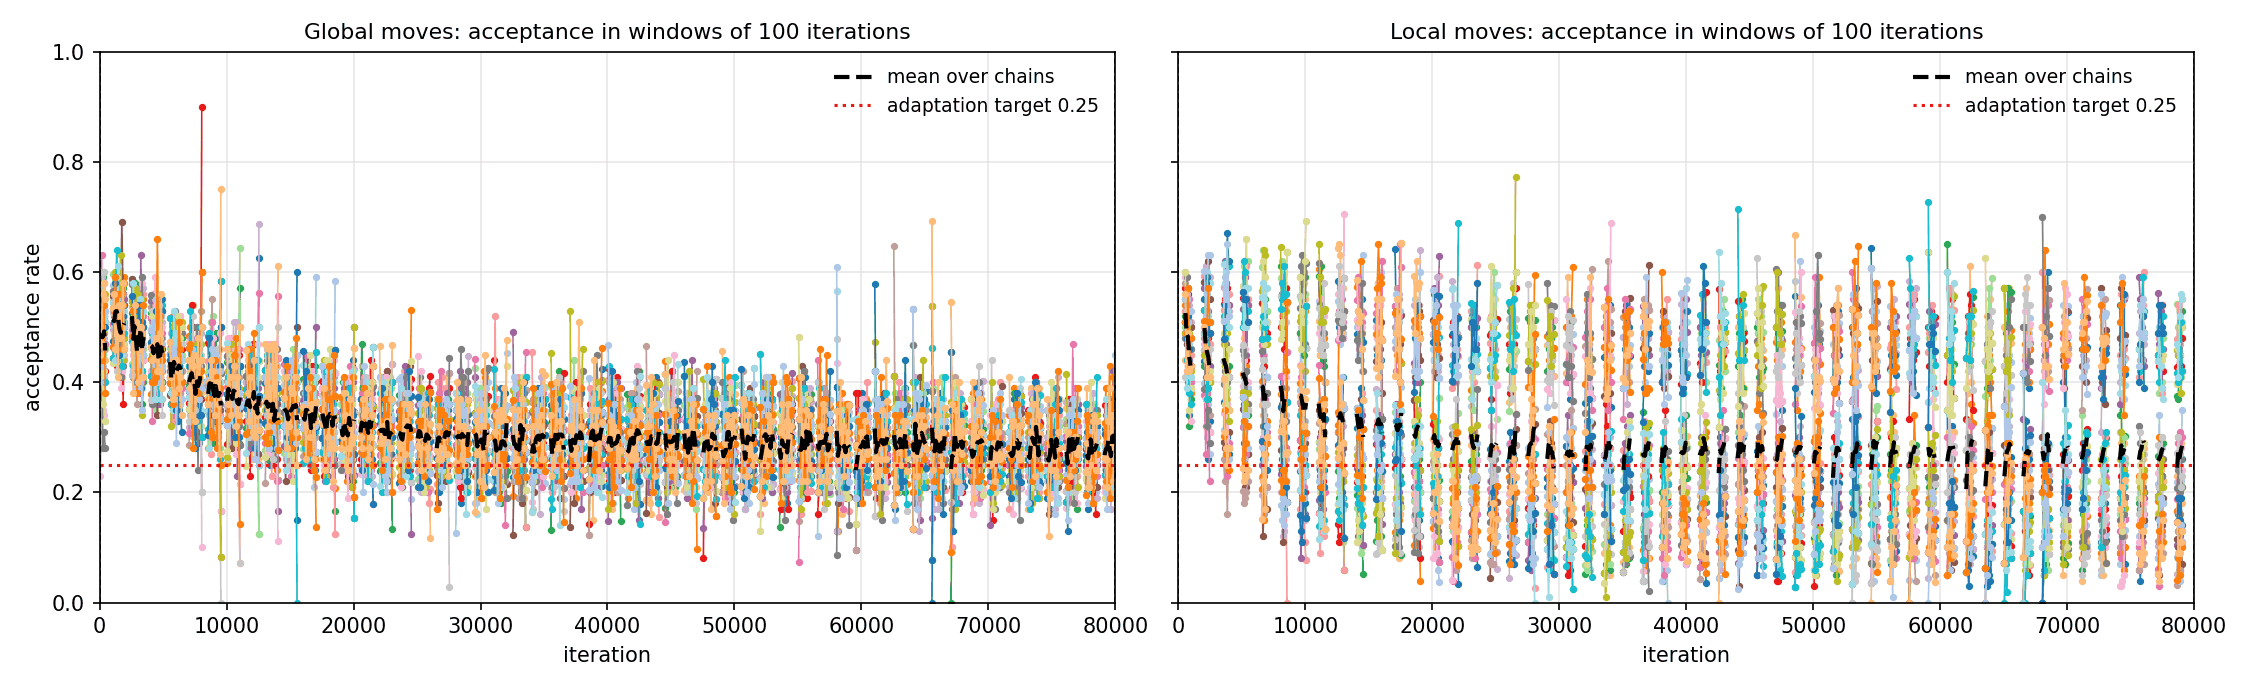 Global moves: acceptance in windows of 100 iterations
mean over chains
adaptation target 0.25
acceptance rate
1.0
0.8
0.6
0.4
0.2
0.0
0 10000 20000 30000 40000 50000 60000 70000 80000
iteration
Local moves: acceptance in windows of 100 iterations
mean over chains
adaptation target 0.25
0 10000 20000 30000 40000 50000 60000 70000 80000
iteration